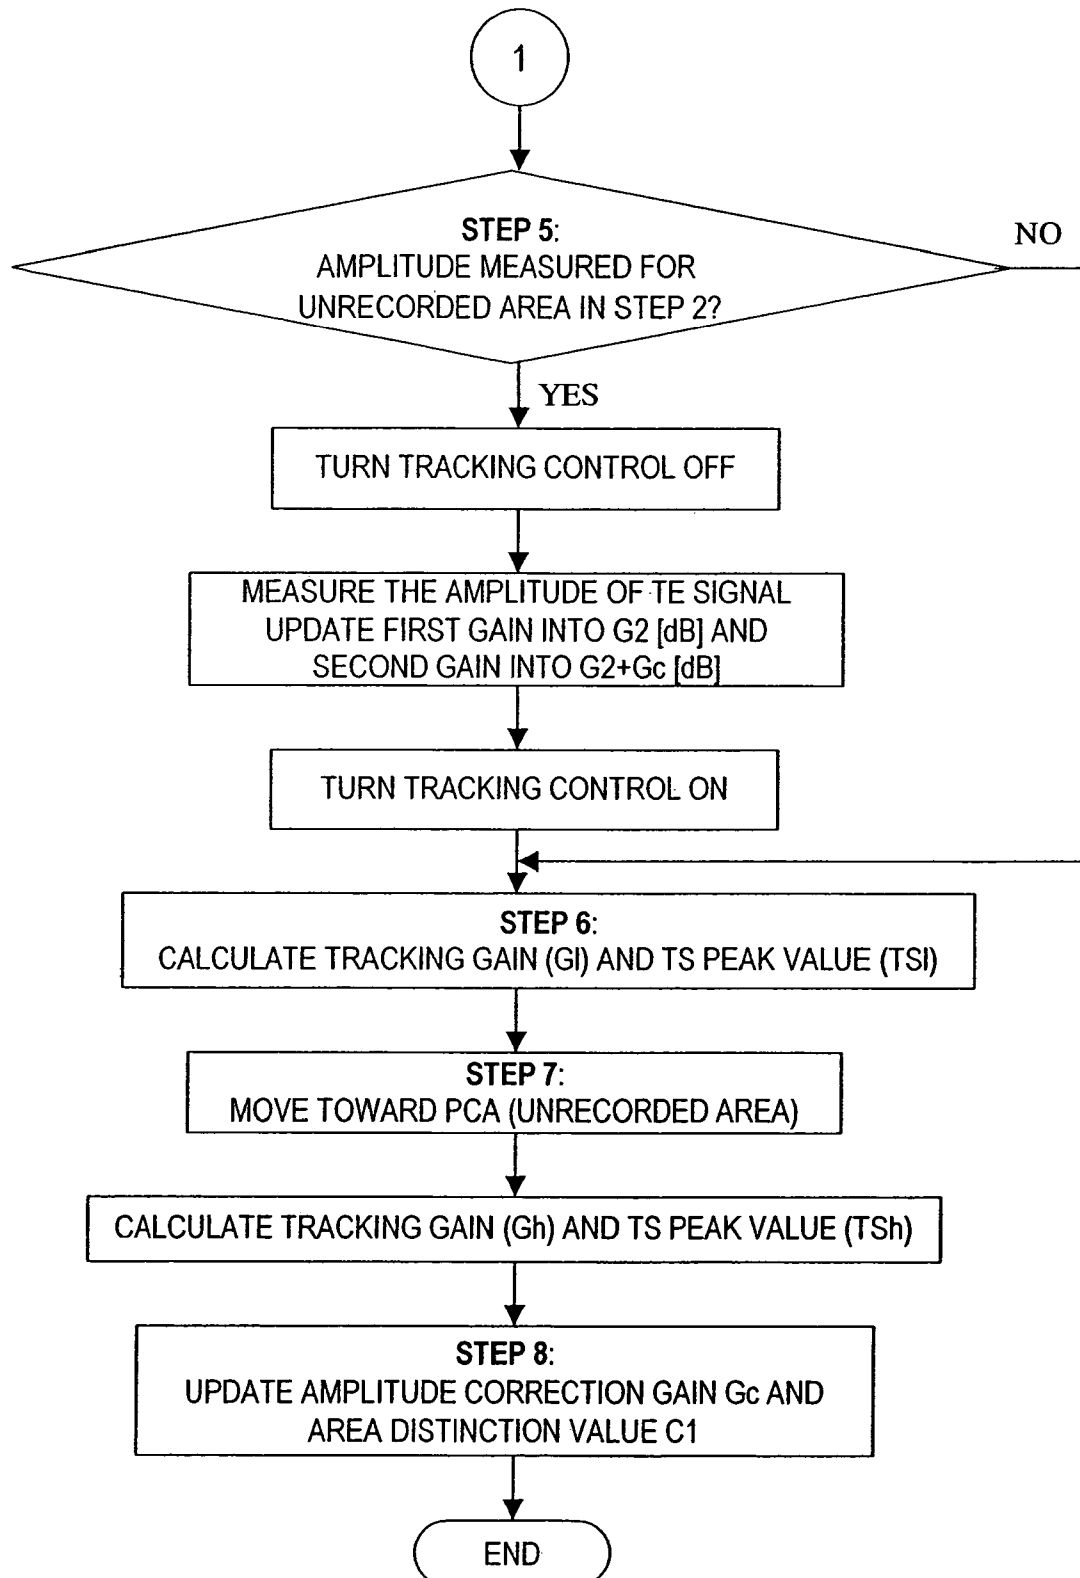 1
STEP 5:
AMPLITUDE MEASURED FOR
UNRECORDED AREA IN STEP 2?
NO
YES
TURN TRACKING CONTROL OFF
MEASURE THE AMPLITUDE OF TE SIGNAL
UPDATE FIRST GAIN INTO G2 [dB] AND
SECOND GAIN INTO G2+Gc [dB]
TURN TRACKING CONTROL ON
STEP 6:
CALCULATE TRACKING GAIN (Gl) AND TS PEAK VALUE (TSl)
STEP 7:
MOVE TOWARD PCA (UNRECORDED AREA)
CALCULATE TRACKING GAIN (Gh) AND TS PEAK VALUE (TSh)
STEP 8:
UPDATE AMPLITUDE CORRECTION GAIN Gc AND
AREA DISTINCTION VALUE C1
END